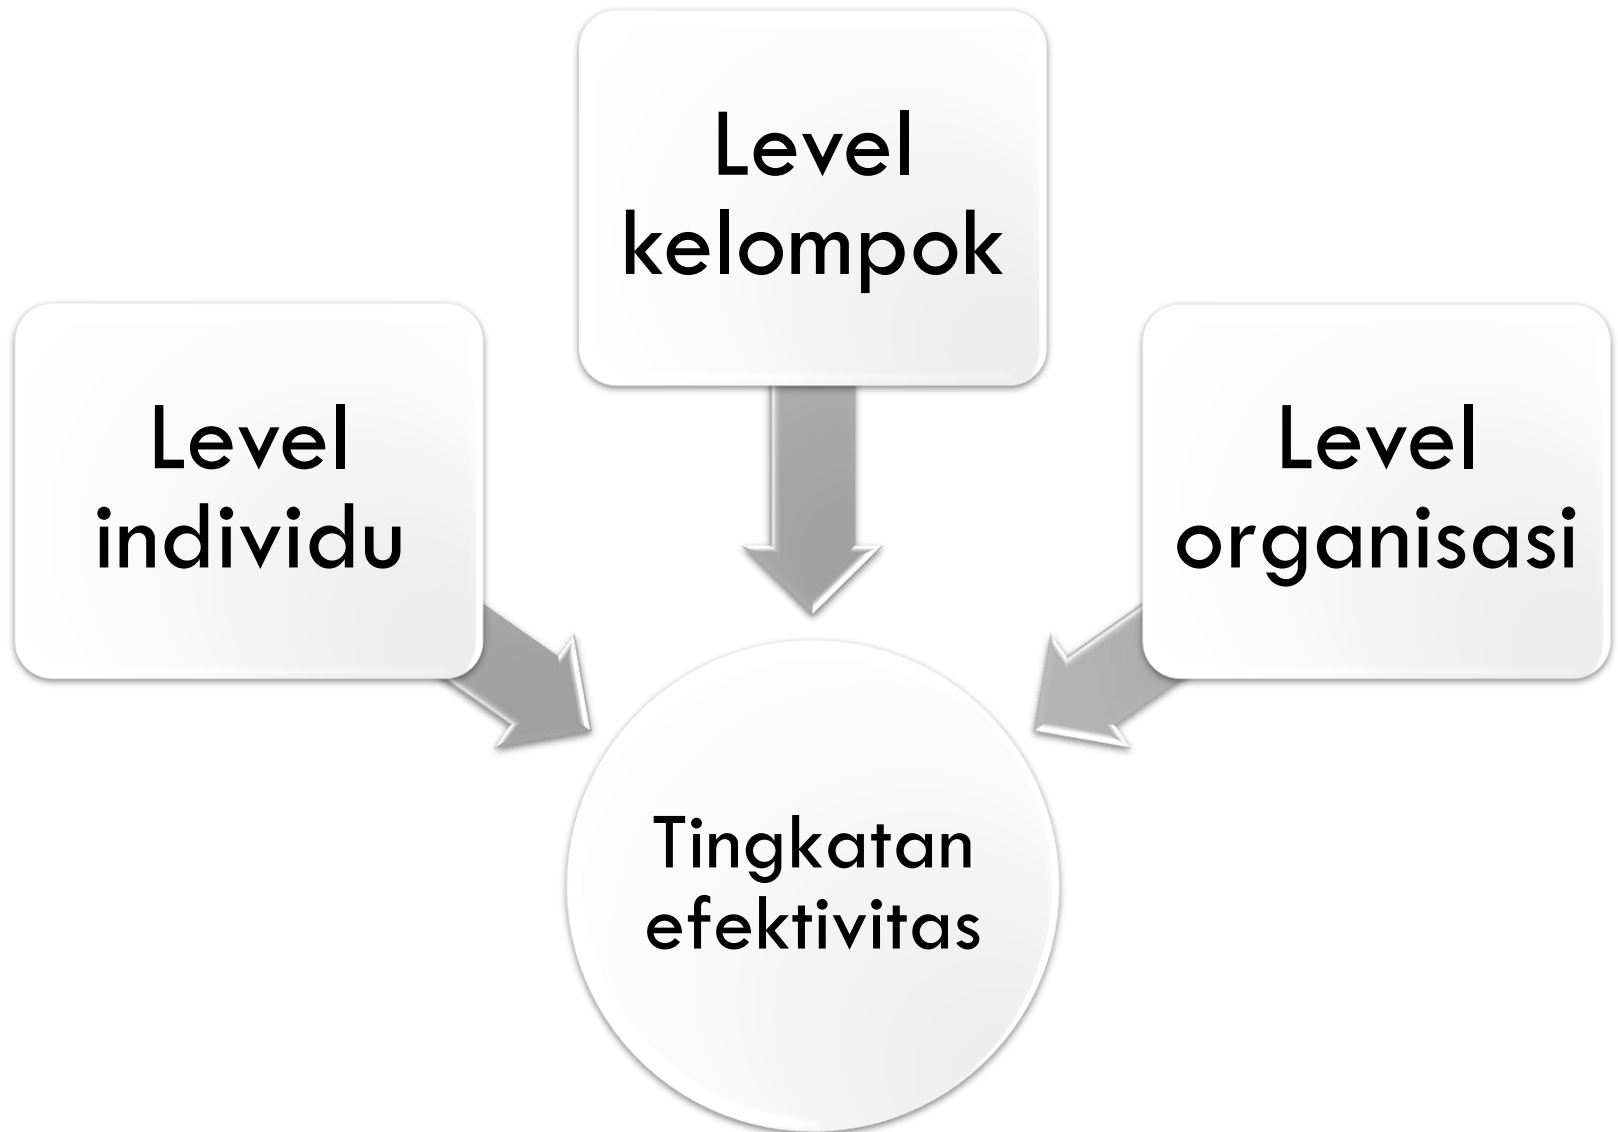 Level
kelompok
Level
individu
Level
organisasi
Tingkatan
efektivitas